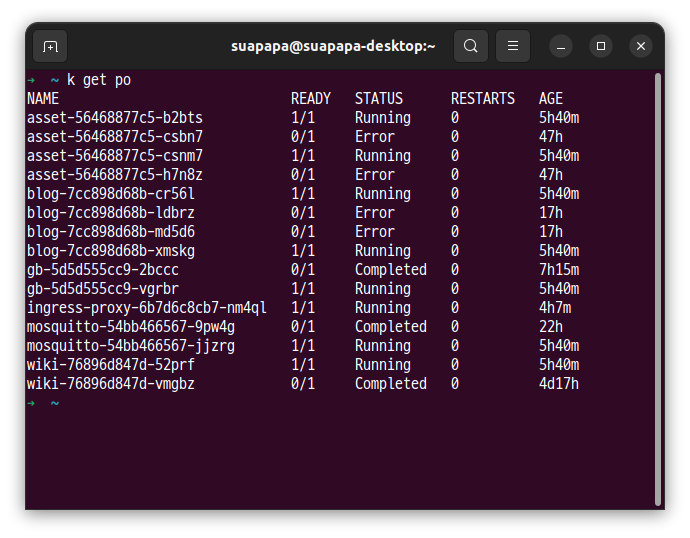 suapapa@suapapa-desktop:~
→ ~ k get po
NAME READY STATUS RESTARTS AGE
asset-56468877c5-b2bts 1/1 Running 0 5h40m
asset-56468877c5-csbn7 0/1 Error 0 47h
asset-56468877c5-csnm7 1/1 Running 0 5h40m
asset-56468877c5-h7n8z 0/1 Error 0 47h
blog-7cc898d68b-cr56l 1/1 Running 0 5h40m
blog-7cc898d68b-ldbrz 0/1 Error 0 17h
blog-7cc898d68b-md5d6 0/1 Error 0 17h
blog-7cc898d68b-xmskg 1/1 Running 0 5h40m
gb-5d5d555cc9-2bccc 0/1 Completed 0 7h15m
gb-5d5d555cc9-vgrbr 1/1 Running 0 5h40m
ingress-proxy-6b7d6c8cb7-nm4ql 1/1 Running 0 4h7m
mosquitto-54bb466567-9pw4g 0/1 Completed 0 22h
mosquitto-54bb466567-jjzrg 1/1 Running 0 5h40m
wiki-76896d847d-52prf 1/1 Running 0 5h40m
wiki-76896d847d-vmgbz 0/1 Completed 0 4d17h
→ ~